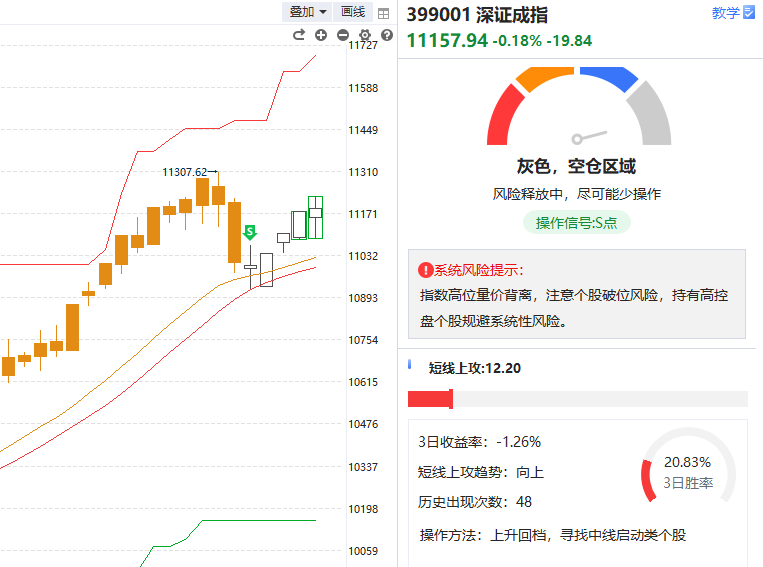 叠加 画线
11727
11588
11449
11310
11171
11032
10893
10754
10615
10476
10337
10198
10059
11307.62
S
399001 深证成指
教学
11157.94 -0.18% -19.84
灰色，空仓区域
风险释放中，尽可能少操作
操作信号:S点
系统风险提示：
指数高位量价背离，注意个股破位风险，持有高控
盘个股规避系统性风险。
短线上攻:12.20
3日收益率：-1.26%
短线上攻趋势：向上
历史出现次数：48
20.83%
3日胜率
操作方法：上升回档，寻找中线启动类个股